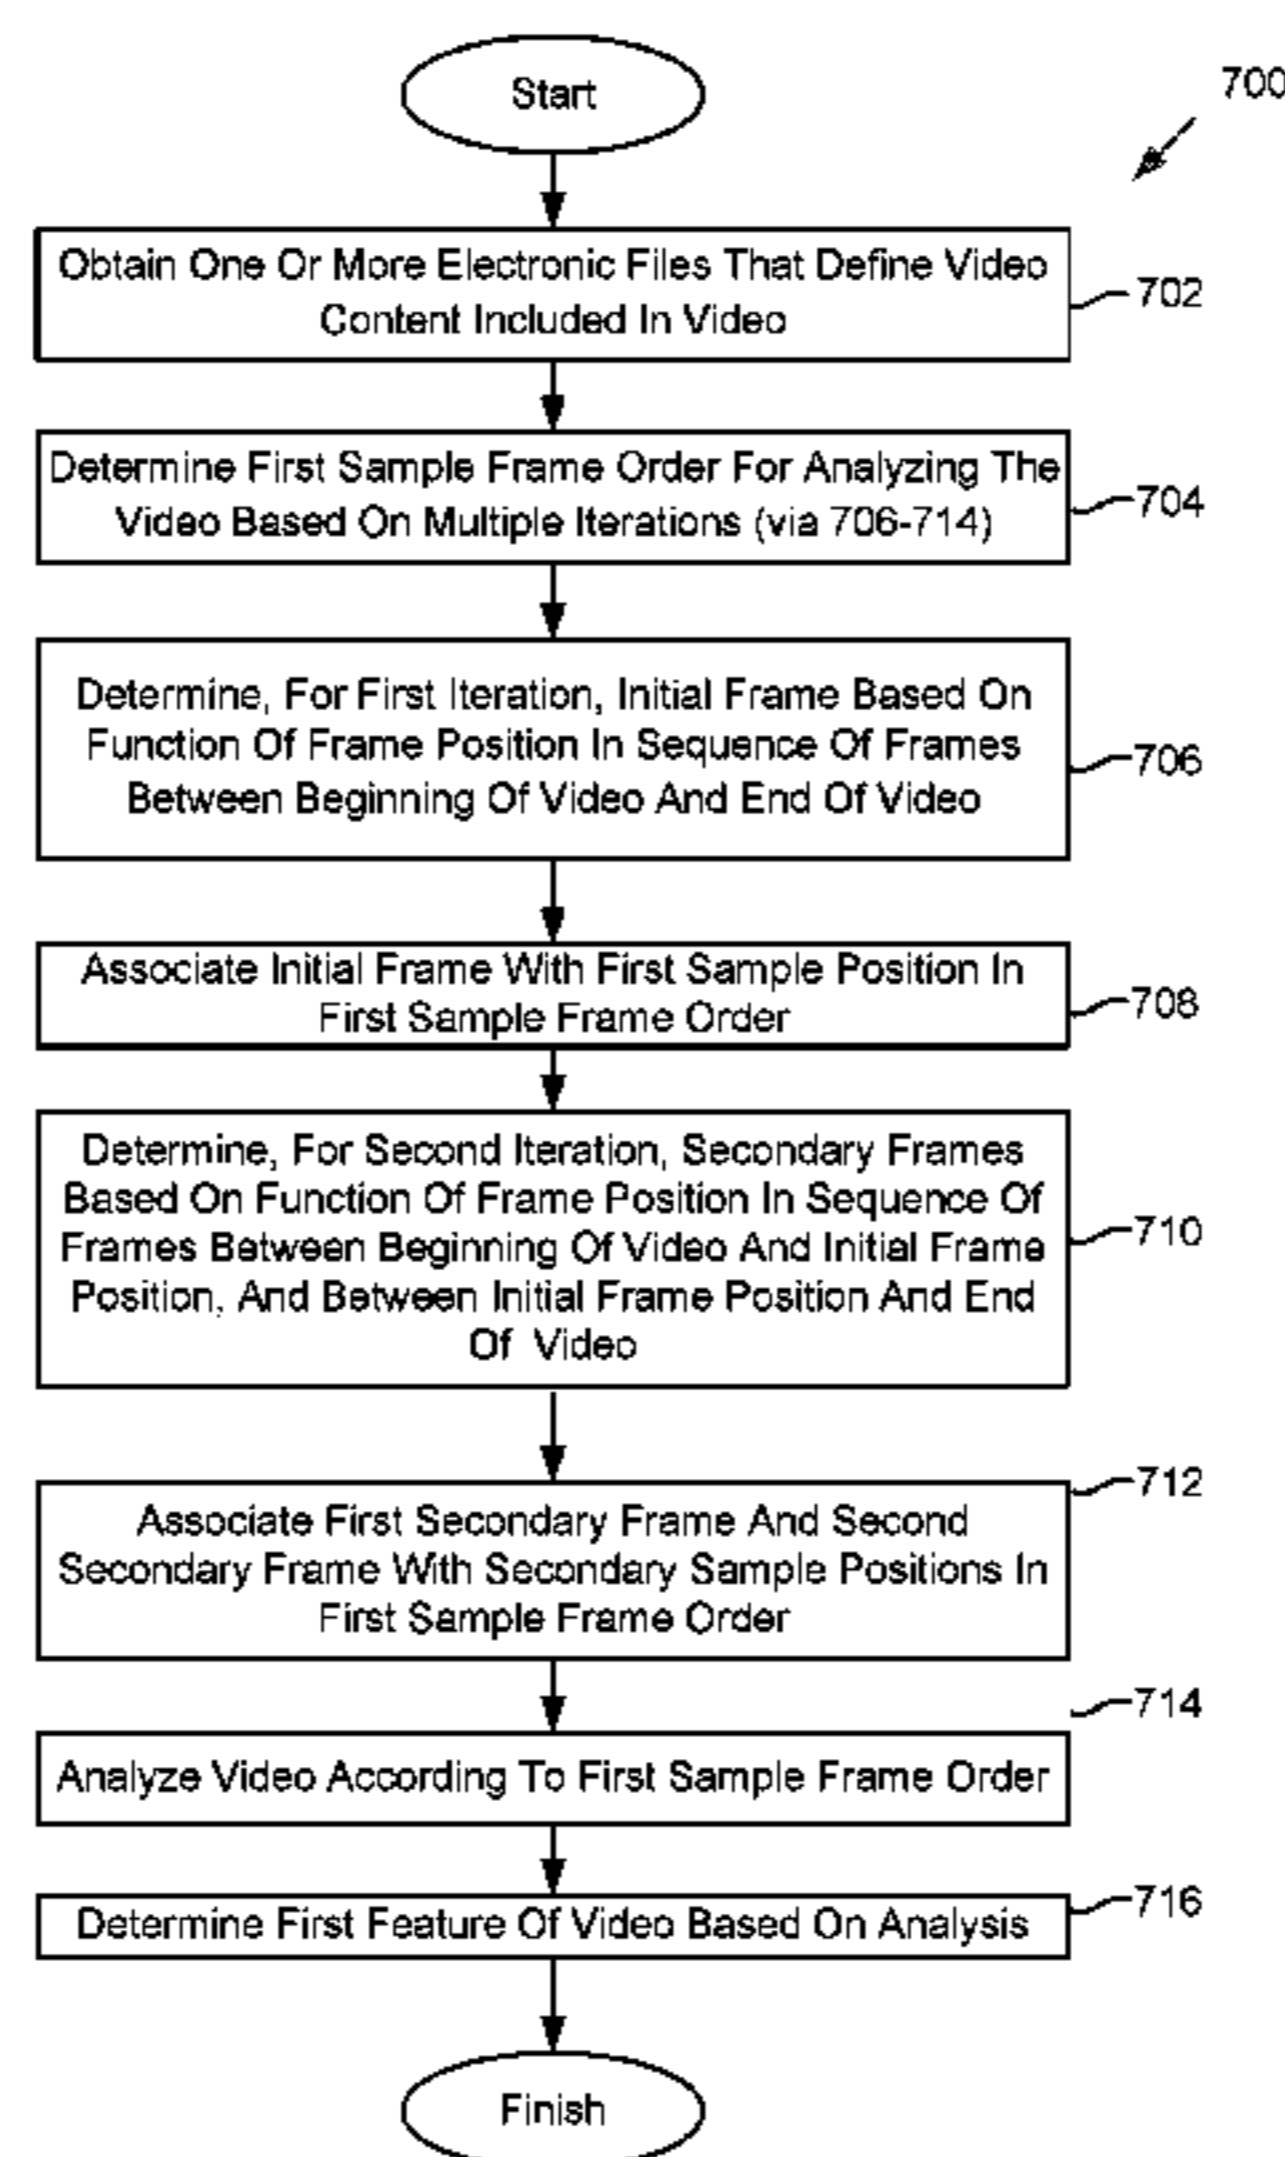 Start
700
Obtain One Or More Electronic Files That Define Video
Content Included In Video
702
Determine First Sample Frame Order For Analyzing The
Video Based On Multiple Iterations (via 706-714)
704
Determine, For First Iteration, Initial Frame Based On
Function Of Frame Position In Sequence Of Frames
Between Beginning Of Video And End Of Video
706
Associate Initial Frame With First Sample Position In
First Sample Frame Order
708
Determine, For Second Iteration, Secondary Frames
Based On Function Of Frame Position In Sequence Of
Frames Between Beginning Of Video And Initial Frame
Position, And Between Initial Frame Position And End
Of Video
710
712
Associate First Secondary Frame And Second
Secondary Frame With Secondary Sample Positions In
First Sample Frame Order
714
Analyze Video According To First Sample Frame Order
716
Determine First Feature Of Video Based On Analysis
Finish